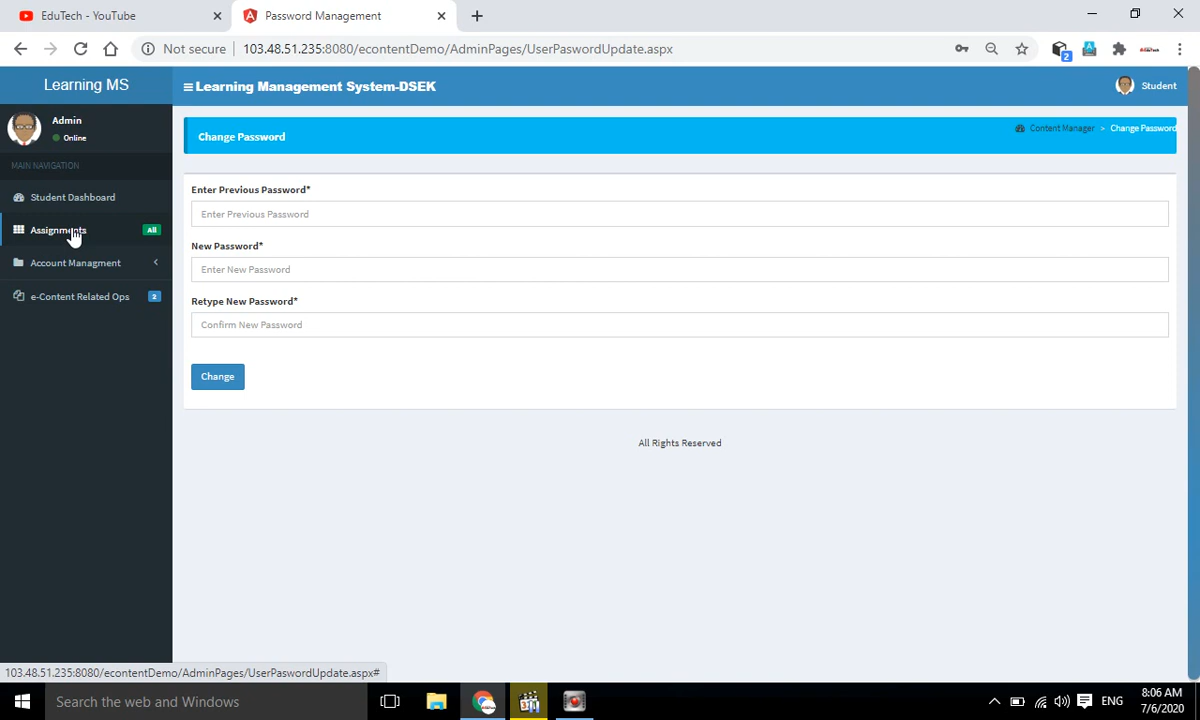 EduTech - YouTube
Password Management
Not secure
103.48.51.235:8080/econtentDemo/AdminPages/UserPaswordUpdate.aspx
2
Learning MS
Learning Management System-DSEK
Student
Admin
Online
Change Password
Content Manager > Change Password
MAIN NAVIGATION
Student Dashboard
Assignments All
Account Managment
e-Content Related Ops 2
Enter Previous Password*
Enter Previous Password
New Password*
Enter New Password
Retype New Password*
Confirm New Password
Change
All Rights Reserved
103.48.51.235:8080/econtentDemo/AdminPages/UserPaswordUpdate.aspx#
Search the web and Windows
ENG
8:06 AM
7/6/2020